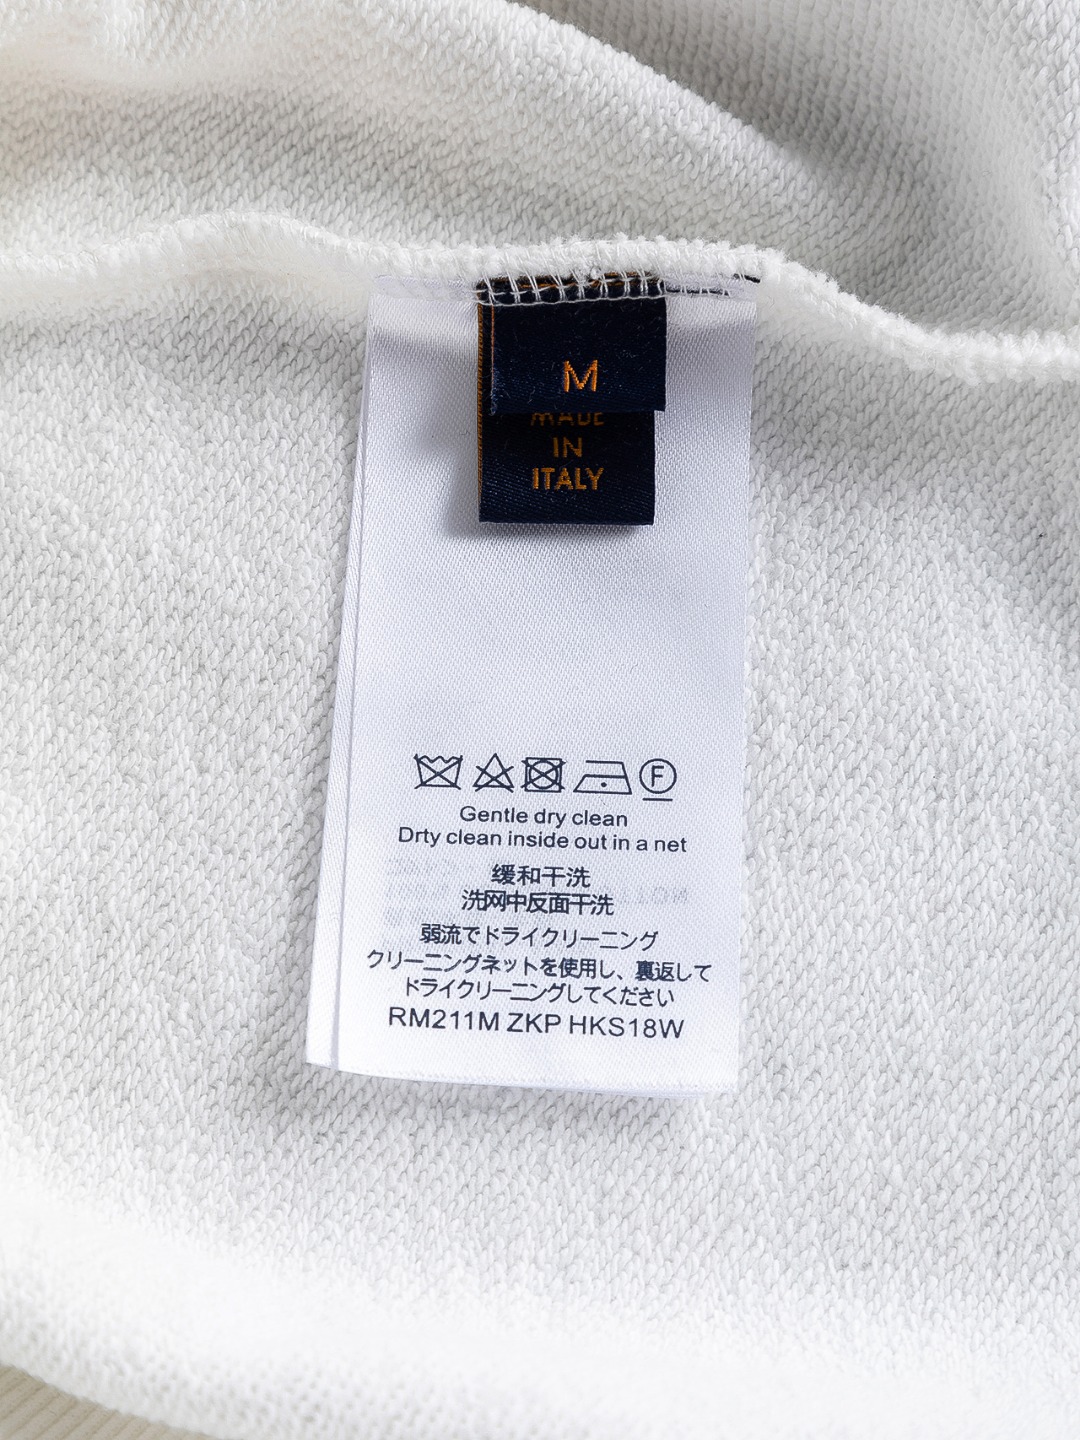 M
MADE
IN
ITALY
F
Gentle dry clean
Drty clean inside out in a net
缓和干洗
洗网中反面干洗
弱流でドライクリーニング
クリーニングネットを使用し、裏返して
ドライクリーニングしてください
RM211M ZKP HKS18W